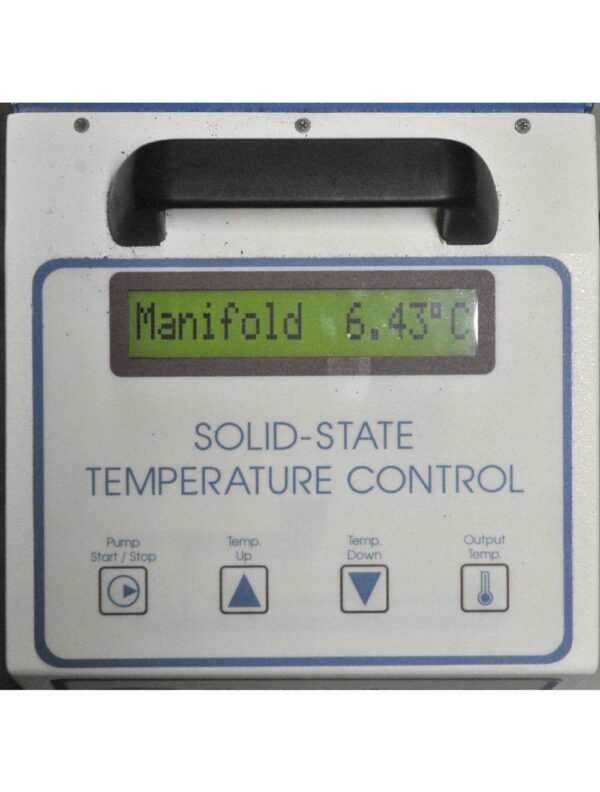 Manifold 6.43°C
SOLID-STATE
TEMPERATURE CONTROL
Pump
Start / Stop
Temp.
Up
Temp.
Down
Output
Temp.